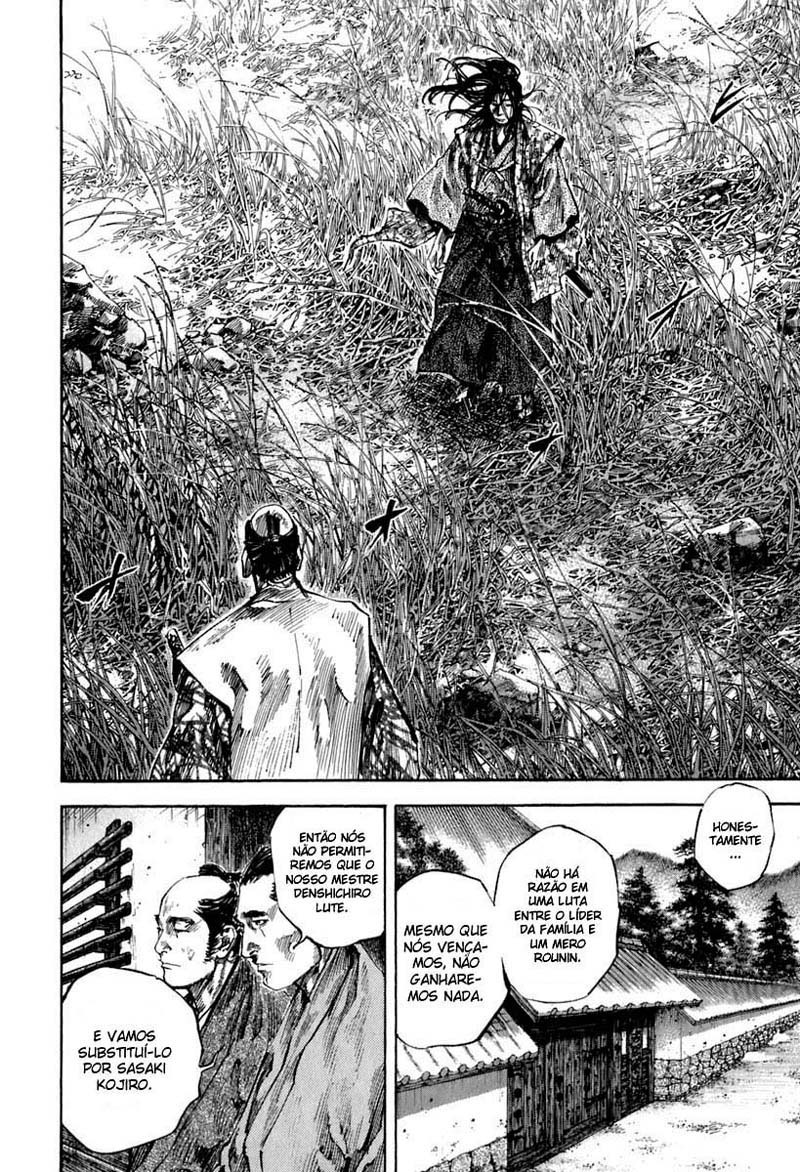 HONES-
TAMENTE
...
NÃO HÁ
RAZÃO EM
UMA LUTA
ENTRE O LÍDER
DA FAMÍLIA E
UM MERO
ROUNIN.
MESMO QUE
NÓS VENÇA-
MOS, NÃO
GANHARE-
MOS NADA.
ENTÃO NÓS
NÃO PERMITI-
REMOS QUE O
NOSSO MESTRE
DENSHICHIRO
LUTE.
E VAMOS
SUBSTITUÍ-LO
POR SASAKI
KOJIRO.